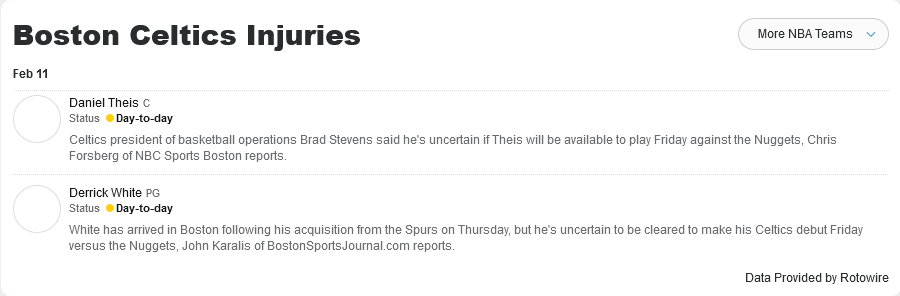 Boston Celtics Injuries
More NBA Teams
Feb 11
Daniel Theis C
Status Day-to-day
Celtics president of basketball operations Brad Stevens said he's uncertain if Theis will be available to play Friday against the Nuggets, Chris
Forsberg of NBC Sports Boston reports.
Derrick White PG
Status Day-to-day
White has arrived in Boston following his acquisition from the Spurs on Thursday, but he's uncertain to be cleared to make his Celtics debut Friday
versus the Nuggets, John Karalis of BostonSportsJournal.com reports.
Data Provided by Rotowire